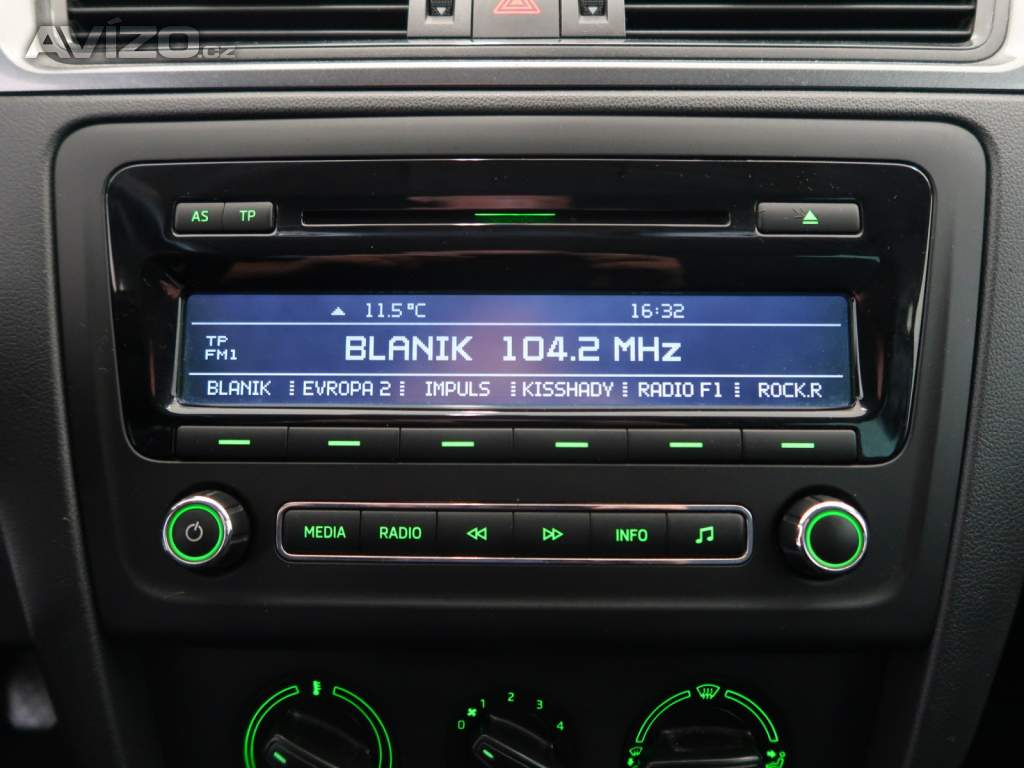 AVÍZO.cz
AS TP
11.5°C 16:32
TP
FM1
BLANIK 104.2 MHz
BLANIK EVROPA 2 IMPULS KISSHADY RADIO F1 ROCK.R
MEDIA RADIO INFO
0 1 2 3 4